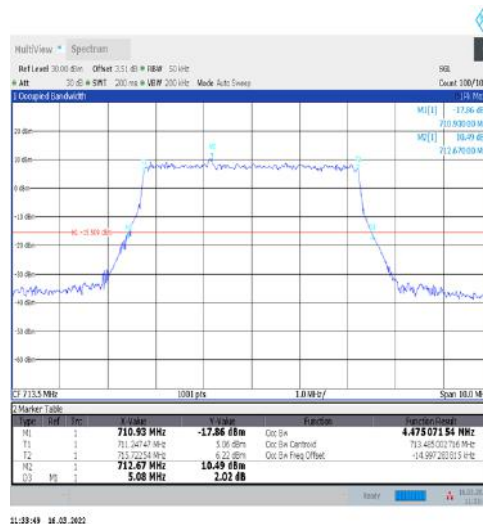 MultiView Spectrum
Ref Level 30.00 dBm Offset 3.51 dB RBW 50 kHz SGL
Att 30 dB SWT 200 ms VBW 200 kHz Mode Auto Sweep Count 100/10
1 Occupied Bandwidth
M1[1] -17.86 dB
710.93000 M
M2[1] 10.49 dB
712.67000 M
20 dBm
10 dBm
0 dBm
-10 dBm
-20 dBm
-30 dBm
-40 dBm
-50 dBm
-60 dBm
CF 713.5 MHz 1001 pts 1.0 MHz/ Span 10.0 M
2 Marker Table
Type Ref Trc X-Value Y-Value Function Function Result
M1 1 710.93 MHz -17.86 dBm Occ Bw 4.47507154 MHz
T1 1 711.24747 MHz 5.06 dBm Occ Bw Centroid 713.485002716 MHz
T2 1 715.72254 MHz 6.22 dBm Occ Bw Freq Offset -14.997283815 kHz
M2 1 712.67 MHz 10.49 dBm
D3 M1 1 5.08 MHz 2.02 dB
Ready
11:33:49 16.03.2022